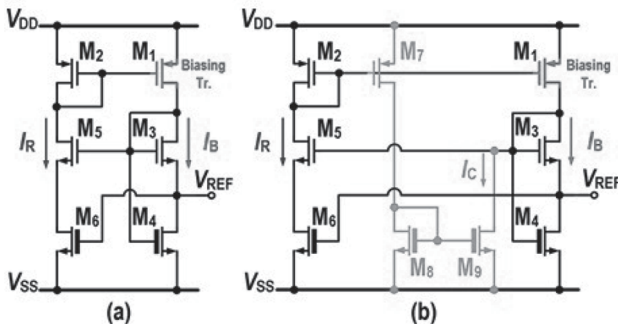 VDD
M2
M1
Biasing
Tr.
M5
M3
IR
IB
VREF
M6
M4
VSS
(a)
VDD
M2
M7
M1
Biasing
Tr.
M5
M3
IR
IC
IB
VREF
M6
M4
M8
M9
VSS
(b)